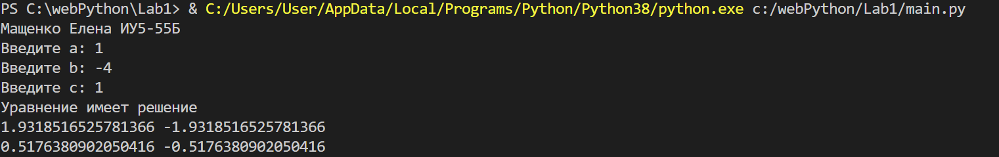 PS C:\webPython\Lab1> & C:/Users/User/AppData/Local/Programs/Python/Python38/python.exe c:/webPython/Lab1/main.py
Мащенко Елена ИУ5-55Б
Введите a: 1
Введите b: -4
Введите c: 1
Уравнение имеет решение
1.9318516525781366 -1.9318516525781366
0.5176380902050416 -0.5176380902050416